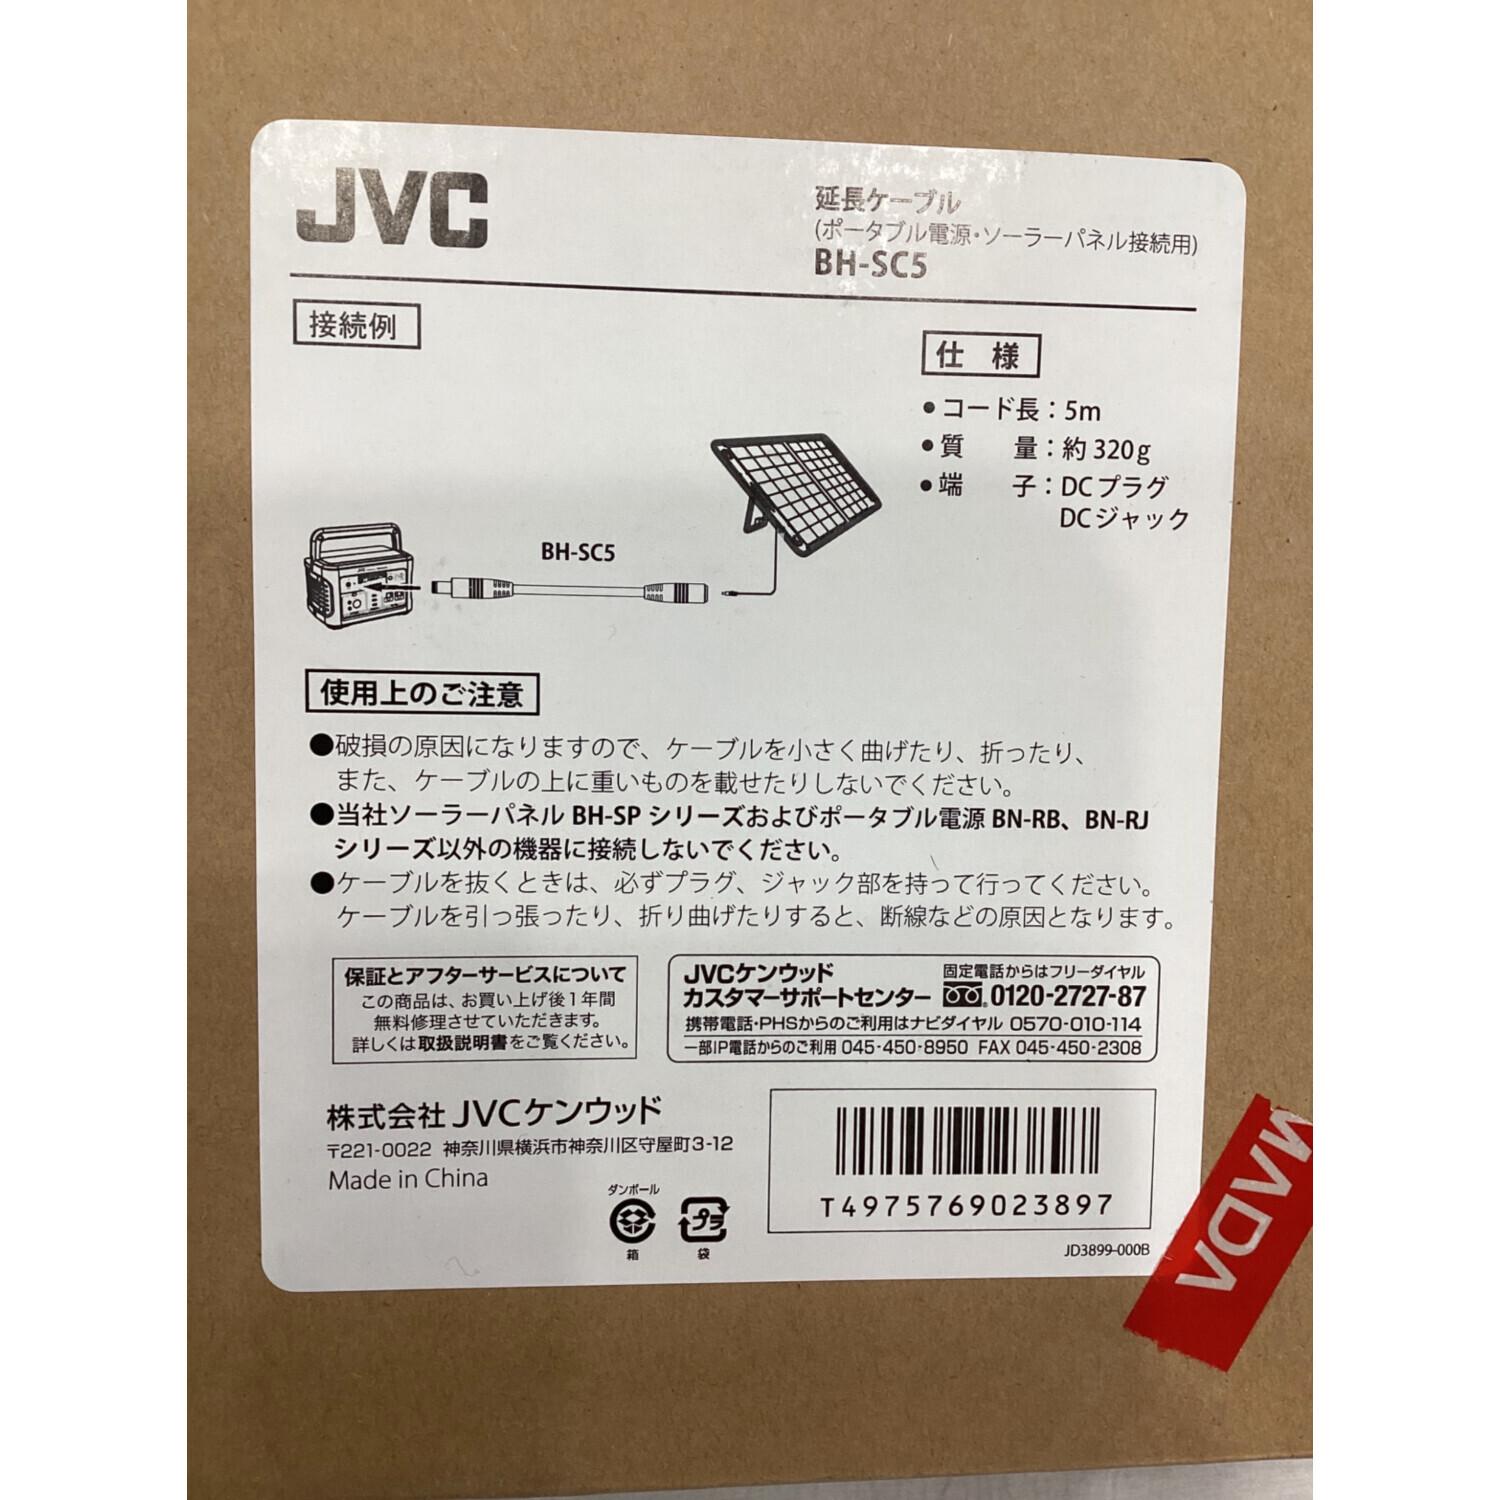 JVC
延長ケーブル
(ポータブル電源・ソーラーパネル接続用)
BH-SC5
接続例
仕 様
●コード長：5m
●質 量：約 320g
●端 子：DCプラグ
DCジャック
BH-SC5
使用上のご注意
●破損の原因になりますので、ケーブルを小さく曲げたり、折ったり、
また、ケーブルの上に重いものを載せたりしないでください。
●当社ソーラーパネル BH-SP シリーズおよびポータブル電源 BN-RB、BN-RJ
シリーズ以外の機器に接続しないでください。
●ケーブルを抜くときは、必ずプラグ、ジャック部を持って行ってください。
ケーブルを引っ張ったり、折り曲げたりすると、断線などの原因となります。
保証とアフターサービスについて
この商品は、お買い上げ後1年間
無料修理させていただきます。
詳しくは取扱説明書をご覧ください。
JVCケンウッド
カスタマーサポートセンター
固定電話からはフリーダイヤル
0120-2727-87
携帯電話・PHSからのご利用はナビダイヤル 0570-010-114
一部IP電話からのご利用 045-450-8950 FAX 045-450-2308
株式会社 JVCケンウッド
〒221-0022 神奈川県横浜市神奈川区守屋町3-12
Made in China
ダンボール
箱
プラ
袋
T4975769023897
JD3899-000B
MADA